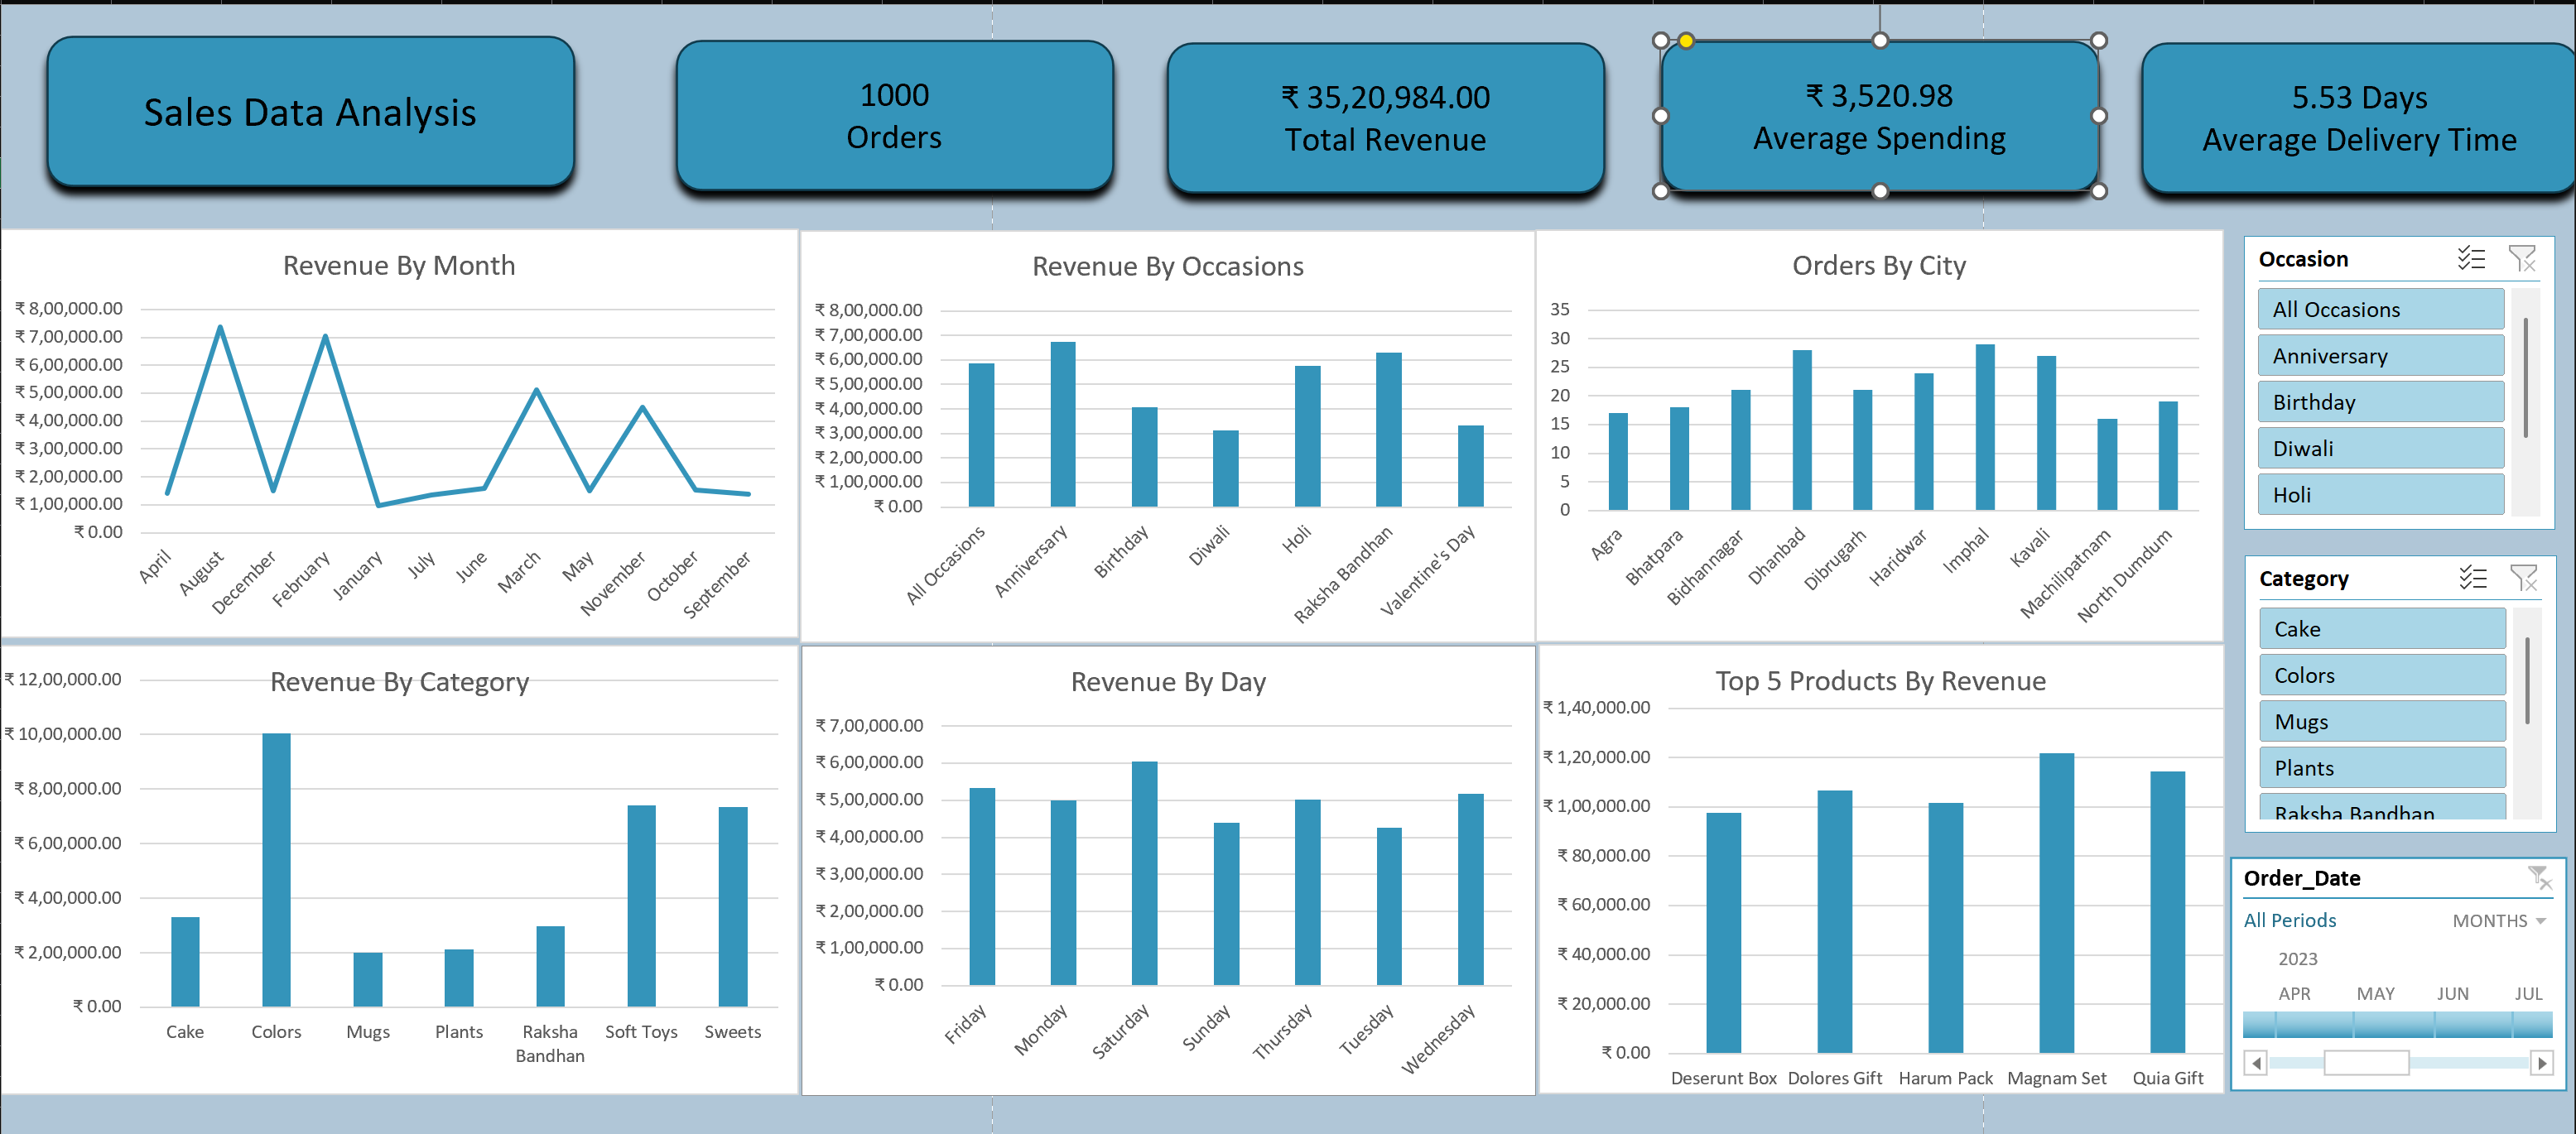 Sales Data Analysis
1000
Orders
₹ 35,20,984.00
Total Revenue
₹ 3,520.98
Average Spending
5.53 Days
Average Delivery Time
Revenue By Month
₹ 8,00,000.00
₹ 7,00,000.00
₹ 6,00,000.00
₹ 5,00,000.00
₹ 4,00,000.00
₹ 3,00,000.00
₹ 2,00,000.00
₹ 1,00,000.00
₹ 0.00
April
August
December
February
January
July
June
March
May
November
October
September
Revenue By Occasions
₹ 8,00,000.00
₹ 7,00,000.00
₹ 6,00,000.00
₹ 5,00,000.00
₹ 4,00,000.00
₹ 3,00,000.00
₹ 2,00,000.00
₹ 1,00,000.00
₹ 0.00
All Occasions
Anniversary
Birthday
Diwali
Holi
Raksha Bandhan
Valentine's Day
Orders By City
35
30
25
20
15
10
5
0
Agra
Bhatpara
Bidhannagar
Dhanbad
Dibrugarh
Haridwar
Imphal
Kavali
Machilipatnam
North Dumdum
Occasion
All Occasions
Anniversary
Birthday
Diwali
Holi
Revenue By Category
₹ 12,00,000.00
₹ 10,00,000.00
₹ 8,00,000.00
₹ 6,00,000.00
₹ 4,00,000.00
₹ 2,00,000.00
₹ 0.00
Cake
Colors
Mugs
Plants
Raksha
Bandhan
Soft Toys
Sweets
Revenue By Day
₹ 7,00,000.00
₹ 6,00,000.00
₹ 5,00,000.00
₹ 4,00,000.00
₹ 3,00,000.00
₹ 2,00,000.00
₹ 1,00,000.00
₹ 0.00
Friday
Monday
Saturday
Sunday
Thursday
Tuesday
Wednesday
Top 5 Products By Revenue
₹ 1,40,000.00
₹ 1,20,000.00
₹ 1,00,000.00
₹ 80,000.00
₹ 60,000.00
₹ 40,000.00
₹ 20,000.00
₹ 0.00
Deserunt Box
Dolores Gift
Harum Pack
Magnam Set
Quia Gift
Category
Cake
Colors
Mugs
Plants
Raksha Bandhan
Order_Date
All Periods
MONTHS
2023
APR
MAY
JUN
JUL